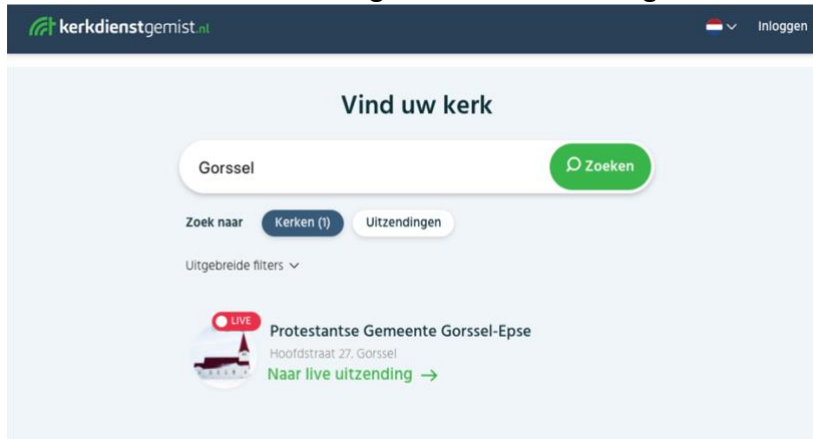 kerkdienstgemist.nl
Inloggen
Vind uw kerk
Gorssel
Zoeken
Zoek naar Kerken (1) Uitzendingen
Uitgebreide filters
LIVE
Protestantse Gemeente Gorssel-Epse
Hoofdstraat 27, Gorssel
Naar live uitzending →